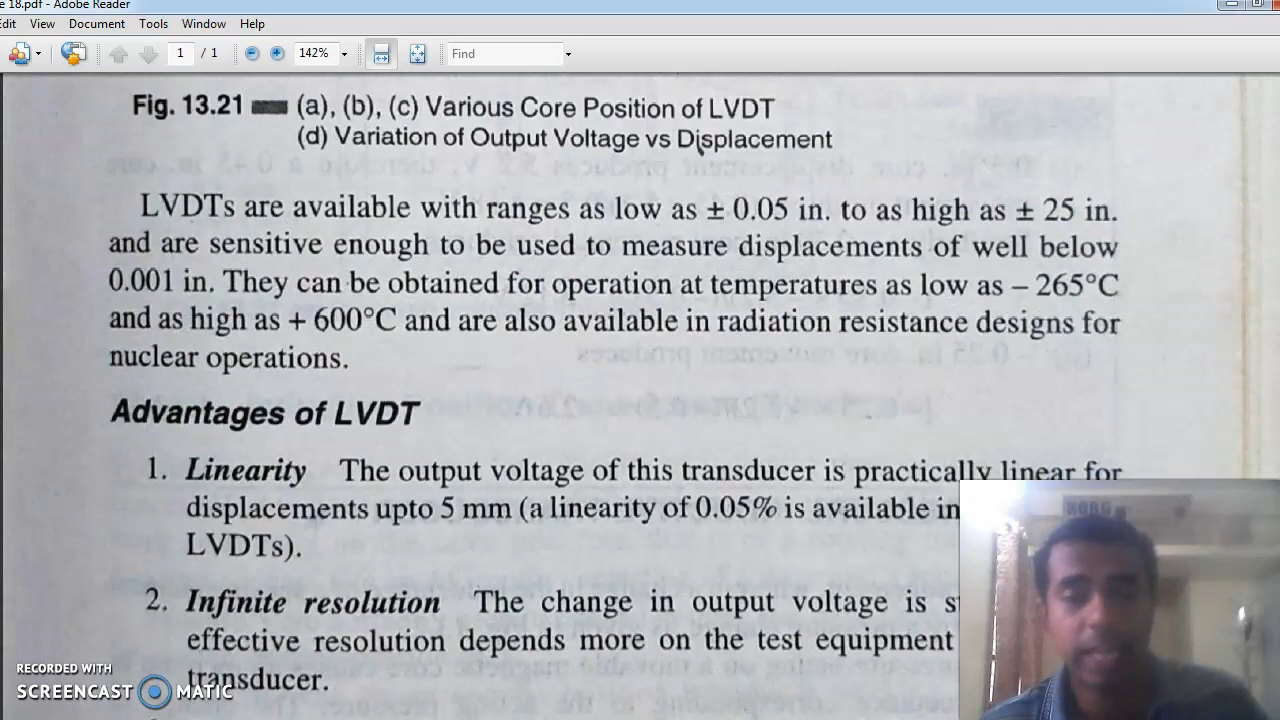 e 18.pdf - Adobe Reader
Edit View Document Tools Window Help
1 / 1 142% Find
Fig. 13.21 (a), (b), (c) Various Core Position of LVDT
(d) Variation of Output Voltage vs Displacement
LVDTs are available with ranges as low as ± 0.05 in. to as high as ± 25 in.
and are sensitive enough to be used to measure displacements of well below
0.001 in. They can be obtained for operation at temperatures as low as – 265°C
and as high as + 600°C and are also available in radiation resistance designs for
nuclear operations.
Advantages of LVDT
1. Linearity The output voltage of this transducer is practically linear for
displacements upto 5 mm (a linearity of 0.05% is available in
LVDTs).
2. Infinite resolution The change in output voltage is
effective resolution depends more on the test equipment
transducer.
RECORDED WITH
SCREENCAST MATIC